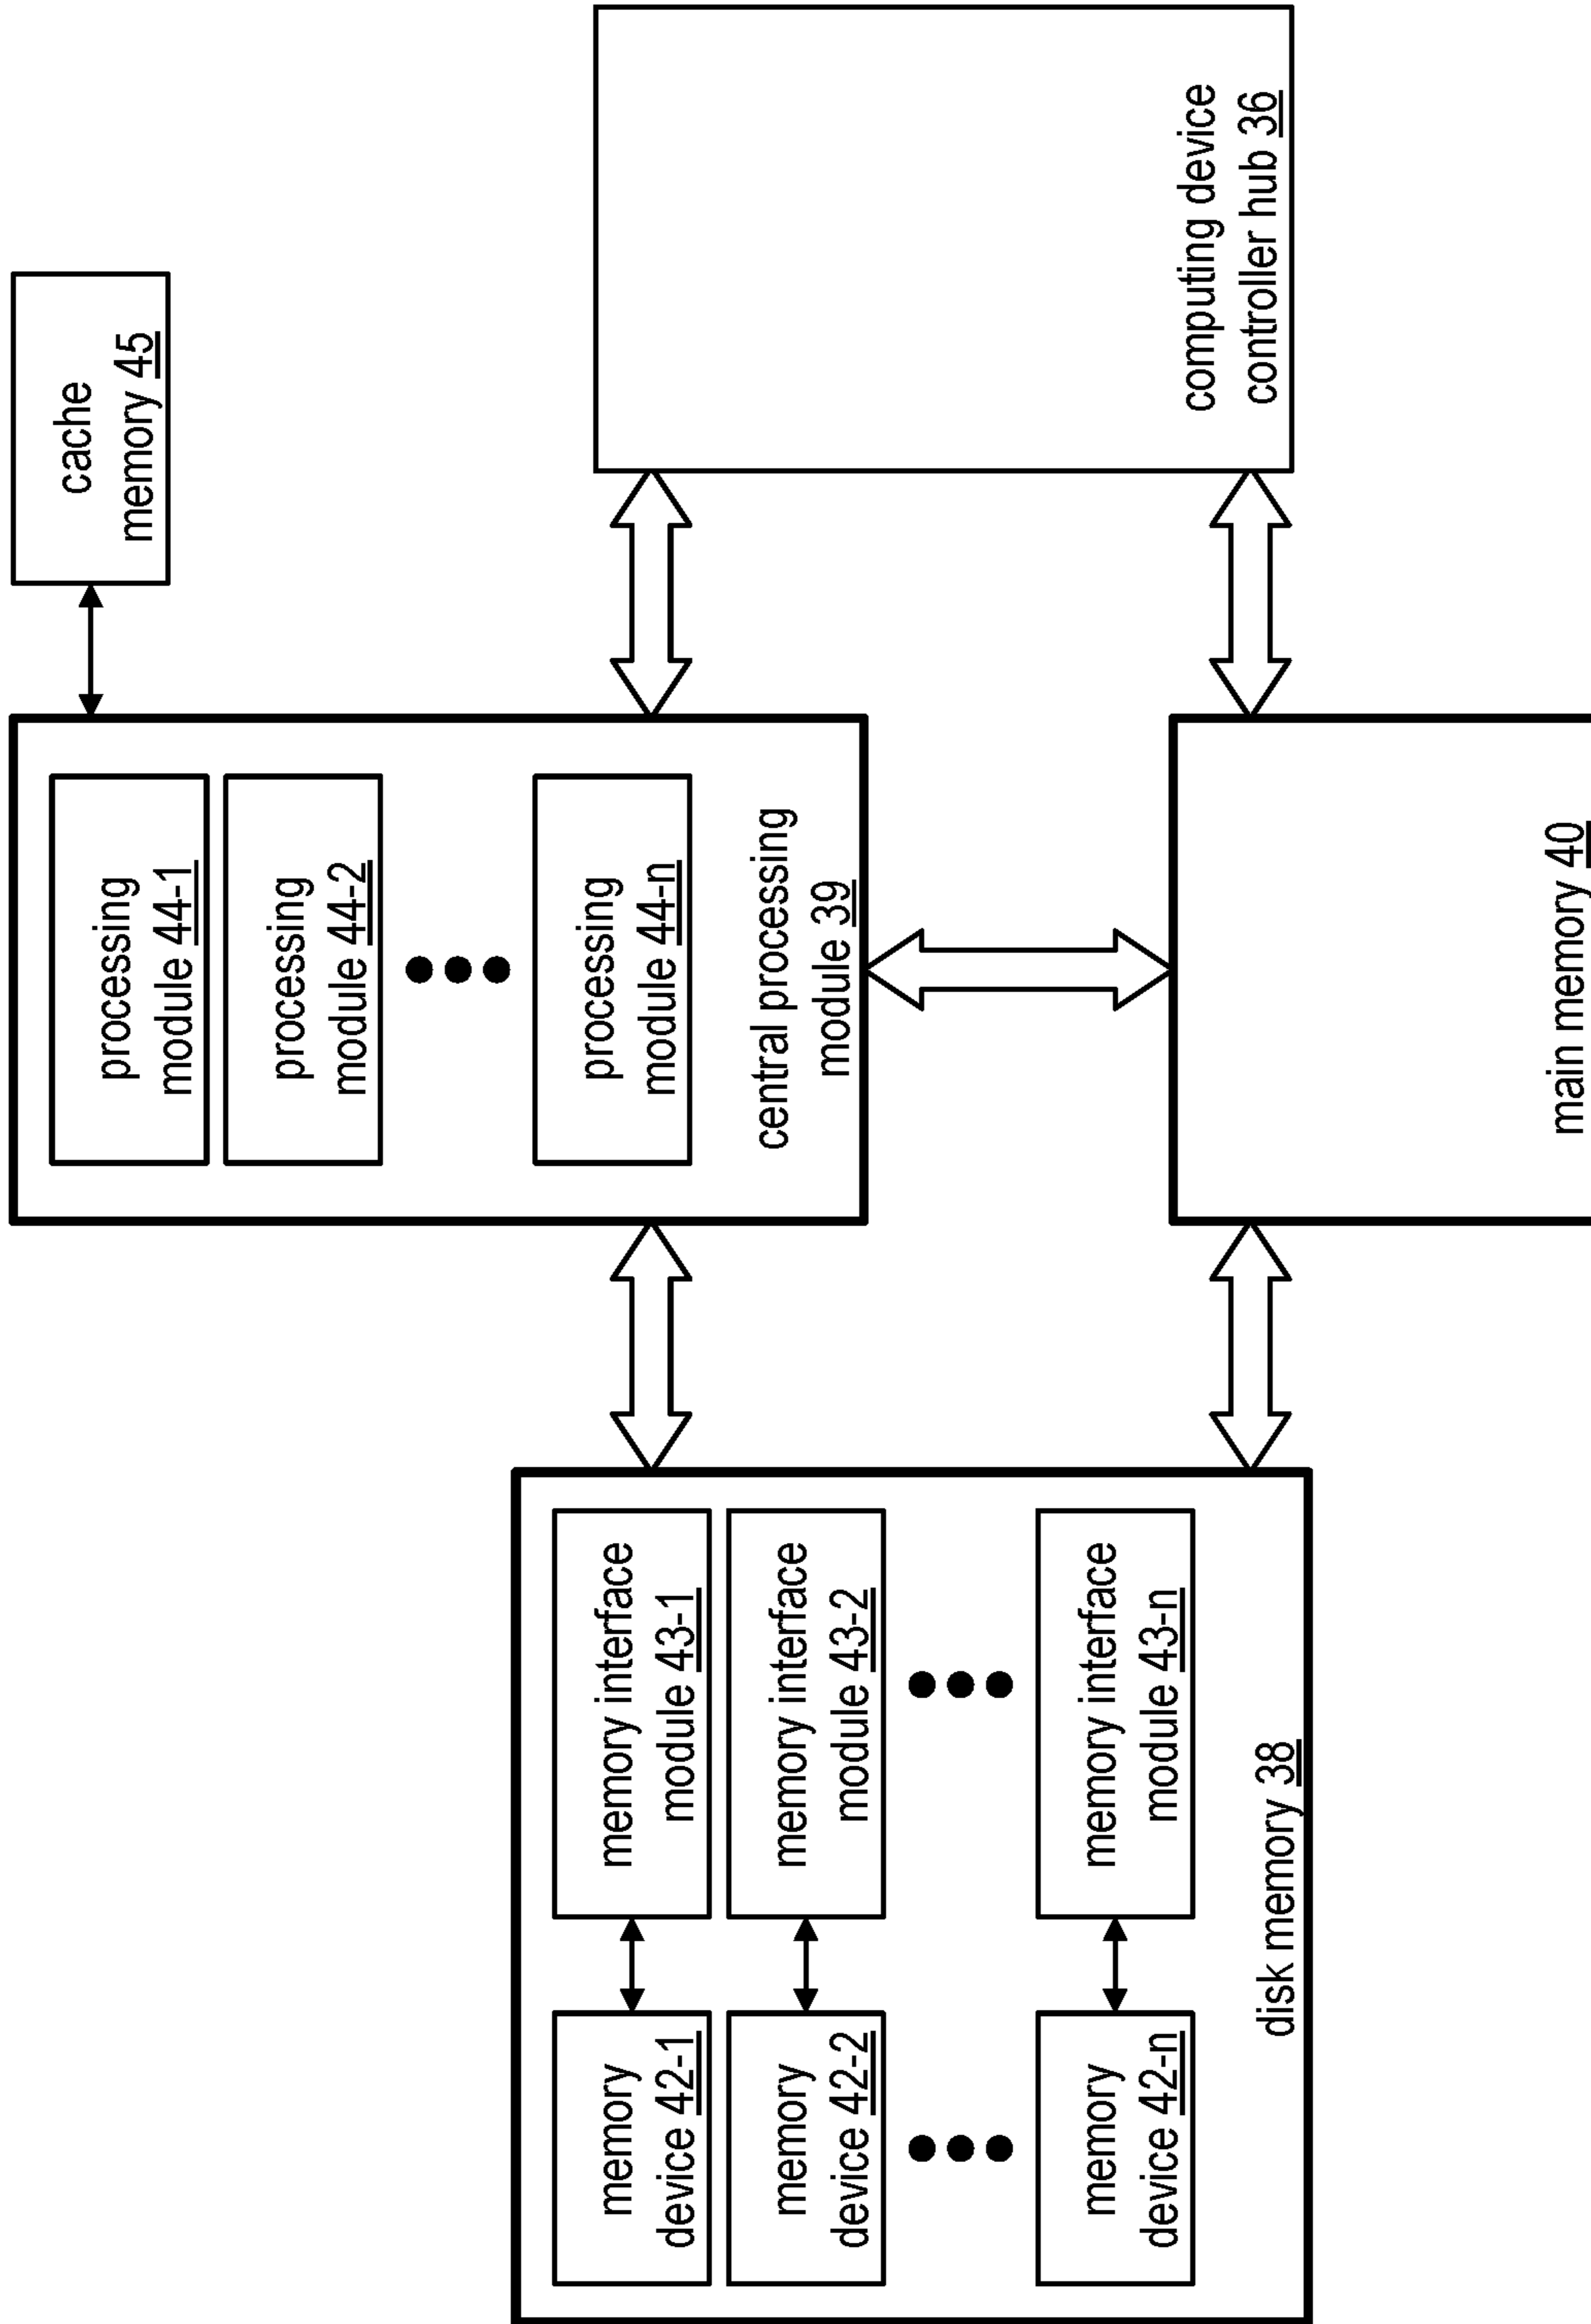 memory
device 42-1
memory interface
module 43-1
memory
device 42-2
memory interface
module 43-2
memory
device 42-n
memory interface
module 43-n
disk memory 38
processing
module 44-1
processing
module 44-2
processing
module 44-n
central processing
module 39
main memory 40
cache
memory 45
computing device
controller hub 36